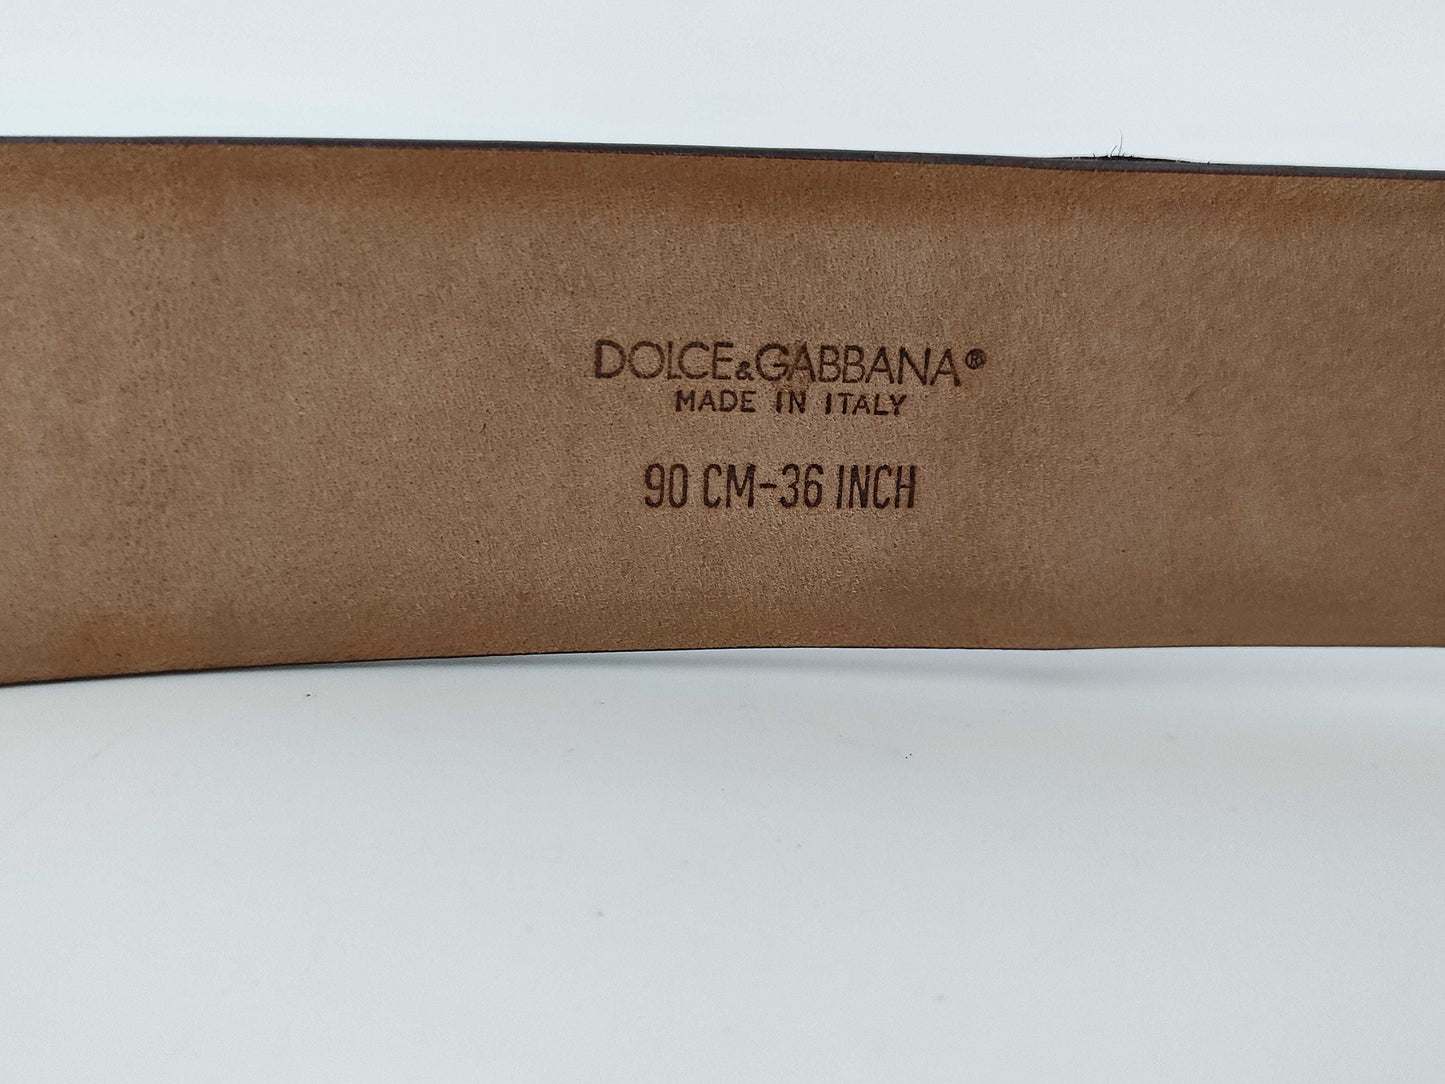 DOLCE&GABBANA®
MADE IN ITALY
90 CM-36 INCH